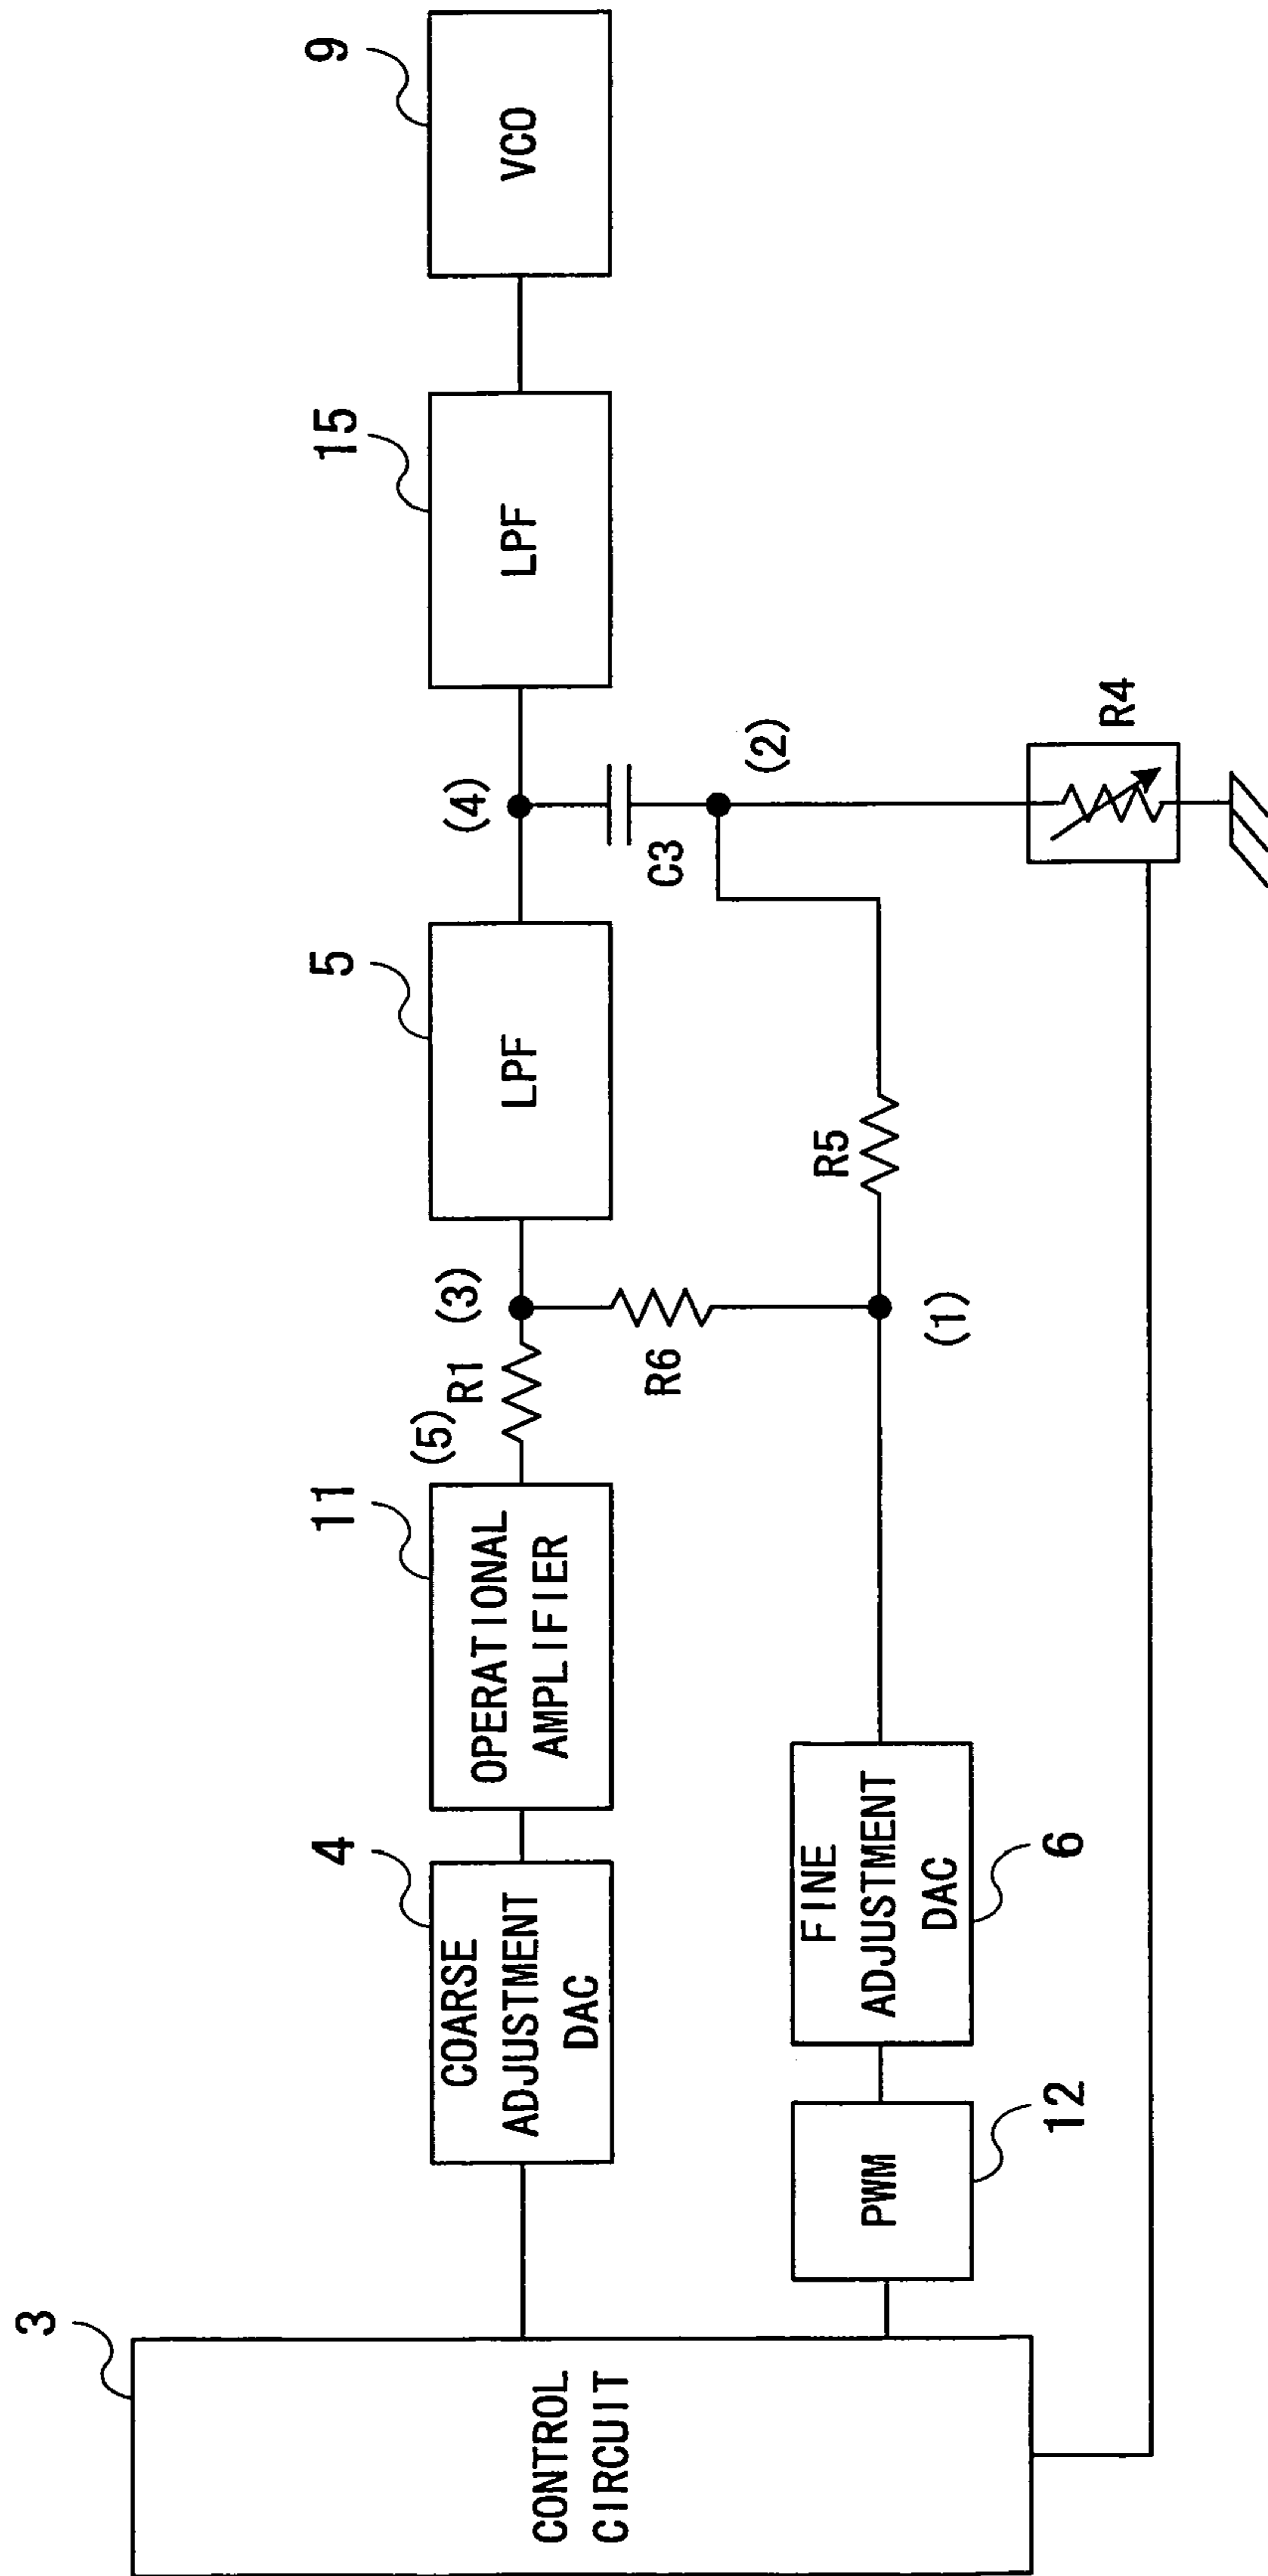 3
CONTROL
CIRCUIT
4
COARSE
ADJUSTMENT
DAC
11
OPERATIONAL
AMPLIFIER
(5)
R1
(3)
5
LPF
(4)
15
LPF
9
VCO
R6
C3
(2)
PWM
12
FINE
ADJUSTMENT
DAC
6
(1)
R5
R4